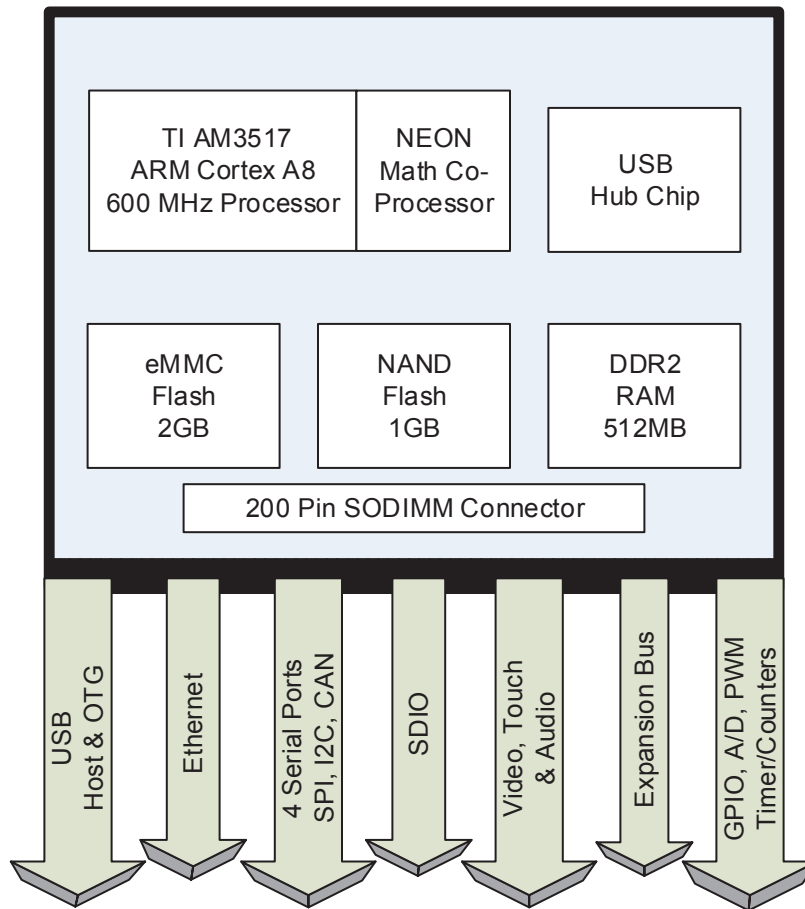 TI AM3517
ARM Cortex A8
600 MHz Processor
NEON
Math Co-
Processor
USB
Hub Chip
eMMC
Flash
2GB
NAND
Flash
1GB
DDR2
RAM
512MB
200 Pin SODIMM Connector
USB
Host & OTG
Ethernet
4 Serial Ports
SPI, I2C, CAN
SDIO
Video, Touch
& Audio
Expansion Bus
GPIO, A/D, PWM
Timer/Counters